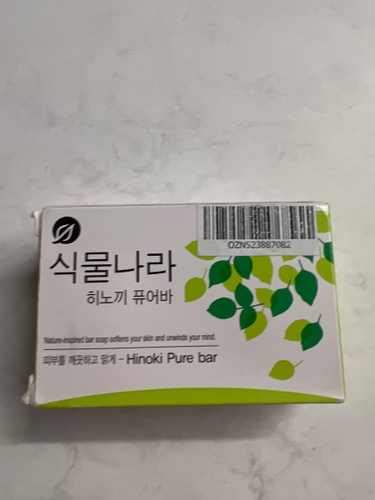 OZN523887082
식물나라
히노끼 퓨어바
Nature-inspired bar soap softens your skin and unwinds your mind.
피부를 깨끗하고 맑게 - Hinoki Pure bar